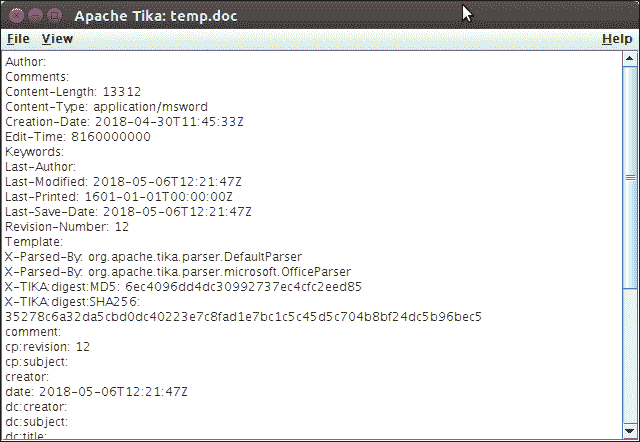 Apache Tika: temp.doc
File View Help
Author:
Comments:
Content-Length: 13312
Content-Type: application/msword
Creation-Date: 2018-04-30T11:45:33Z
Edit-Time: 8160000000
Keywords:
Last-Author:
Last-Modified: 2018-05-06T12:21:47Z
Last-Printed: 1601-01-01T00:00:00Z
Last-Save-Date: 2018-05-06T12:21:47Z
Revision-Number: 12
Template:
X-Parsed-By: org.apache.tika.parser.DefaultParser
X-Parsed-By: org.apache.tika.parser.microsoft.OfficeParser
X-TIKA:digest:MD5: 6ec4096dd4dc30992737ec4cfc2eed85
X-TIKA:digest:SHA256:
35278c6a32da5cbd0dc40223e7c8fad1e7bc1c5c45d5c704b8bf24dc5b96bec5
comment:
cp:revision: 12
cp:subject:
creator:
date: 2018-05-06T12:21:47Z
dc:creator:
dc:subject:
dc:title: